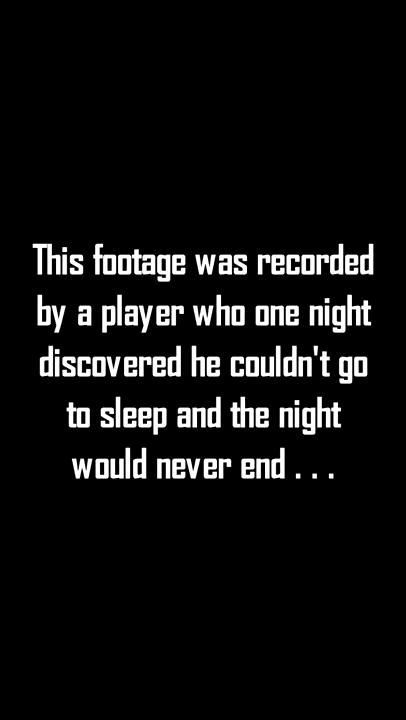 This footage was recorded
by a player who one night
discovered he couldn't go
to sleep and the night
would never end . . .